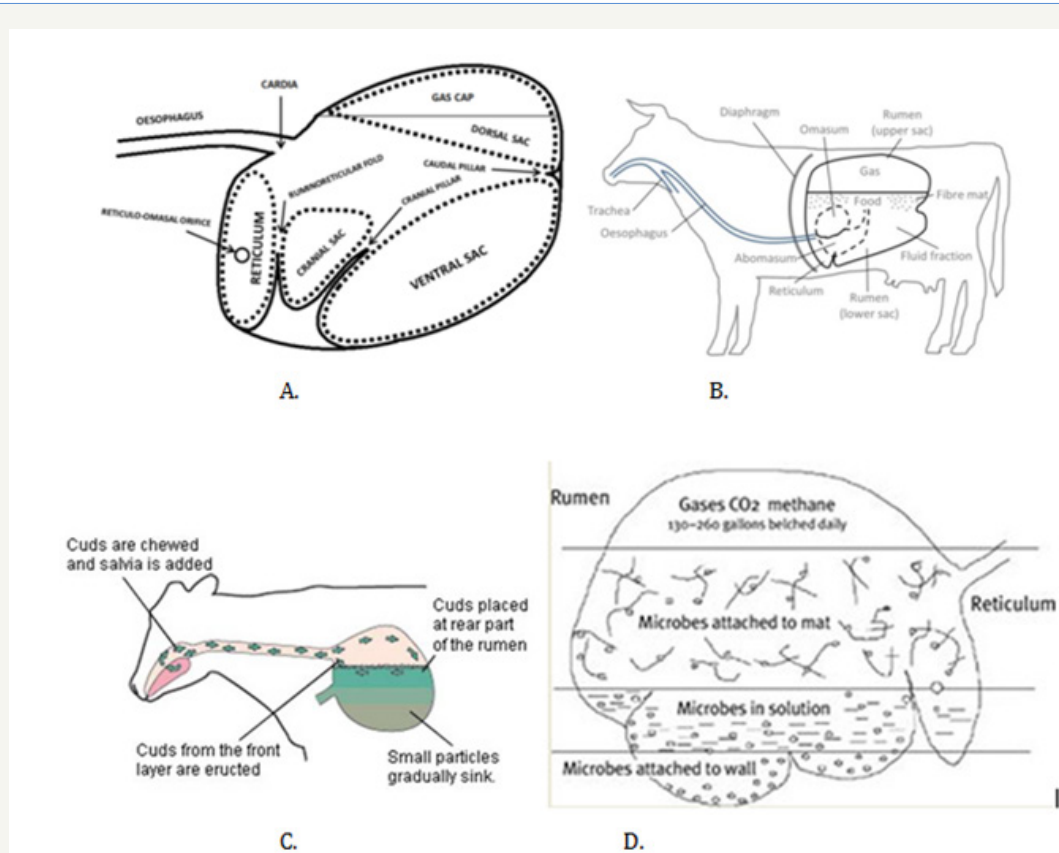 CARDIA
OESOPHAGUS
GAS CAP
DORSAL SAC
CAUDAL PILLAR
RUMINORETICULAR FOLD
CRANIAL PILLAR
RETICULO-OMASAL ORIFICE
RETICULUM
CRANIAL SAC
VENTRAL SAC
A.
Diaphragm
Omasum
Rumen
(upper sac)
Gas
Food
Fibre mat
Trachea
Oesophagus
Abomasum
Fluid fraction
Reticulum
Rumen
(lower sac)
B.
Cuds are chewed
and salvia is added
Cuds placed
at rear part
of the rumen
Cuds from the front
layer are eructed
Small particles
gradually sink.
C.
Rumen
Gases CO2 methane
130-260 gallons belched daily
Reticulum
Microbes attached to mat
Microbes in solution
Microbes attached to wall
D.